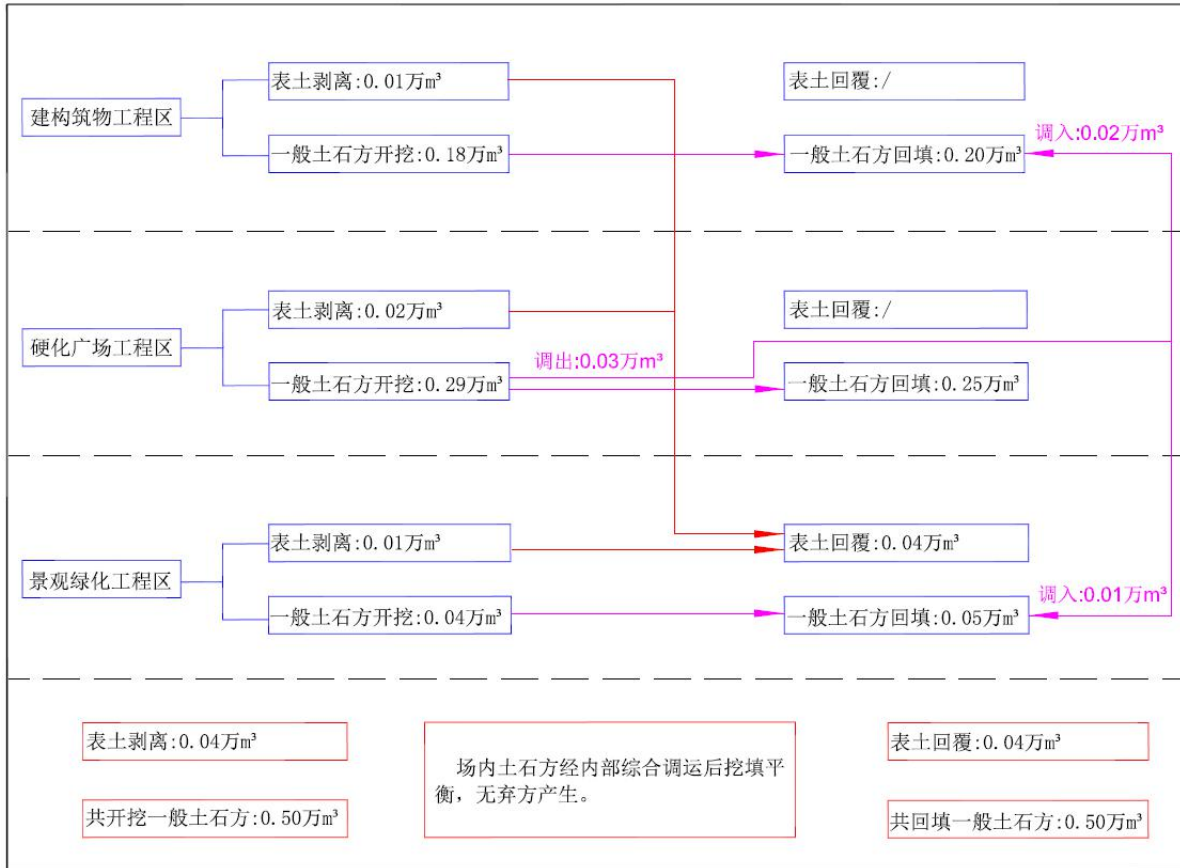 表土剥离:0.01万m³
表土回覆:/
建构筑物工程区
调入:0.02万m³
一般土石方开挖:0.18万m³
一般土石方回填:0.20万m³
表土剥离:0.02万m³
表土回覆:/
硬化广场工程区
调出:0.03万m³
一般土石方开挖:0.29万m³
一般土石方回填:0.25万m³
表土剥离:0.01万m³
表土回覆:0.04万m³
景观绿化工程区
调入:0.01万m³
一般土石方开挖:0.04万m³
一般土石方回填:0.05万m³
表土剥离:0.04万m³
共开挖一般土石方:0.50万m³
场内土石方经内部综合调运后挖填平
衡，无弃方产生。
表土回覆:0.04万m³
共回填一般土石方:0.50万m³